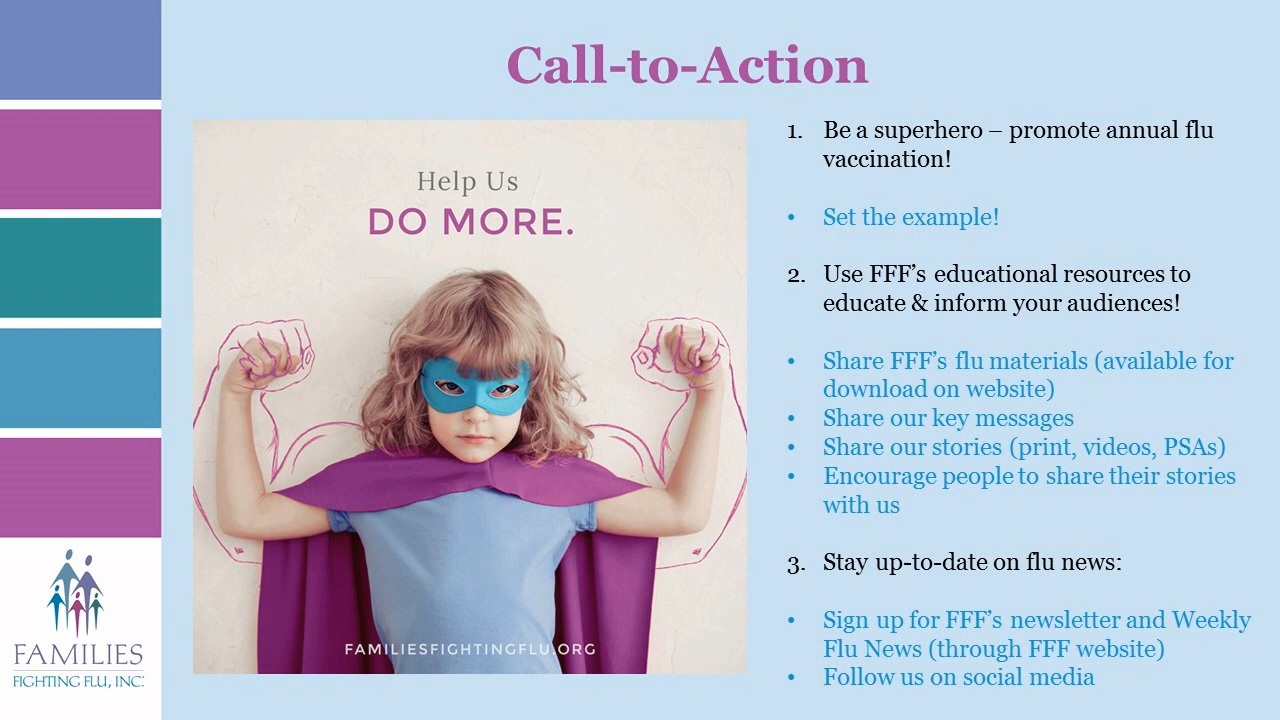 Call-to-Action
Help Us
DO MORE.
FAMILIESFIGHTINGFLU.ORG
1. Be a superhero – promote annual flu
vaccination!
• Set the example!
2. Use FFF’s educational resources to
educate & inform your audiences!
• Share FFF’s flu materials (available for
download on website)
• Share our key messages
• Share our stories (print, videos, PSAs)
• Encourage people to share their stories
with us
3. Stay up-to-date on flu news:
• Sign up for FFF’s newsletter and Weekly
Flu News (through FFF website)
• Follow us on social media
FAMILIES
FIGHTING FLU, INC.